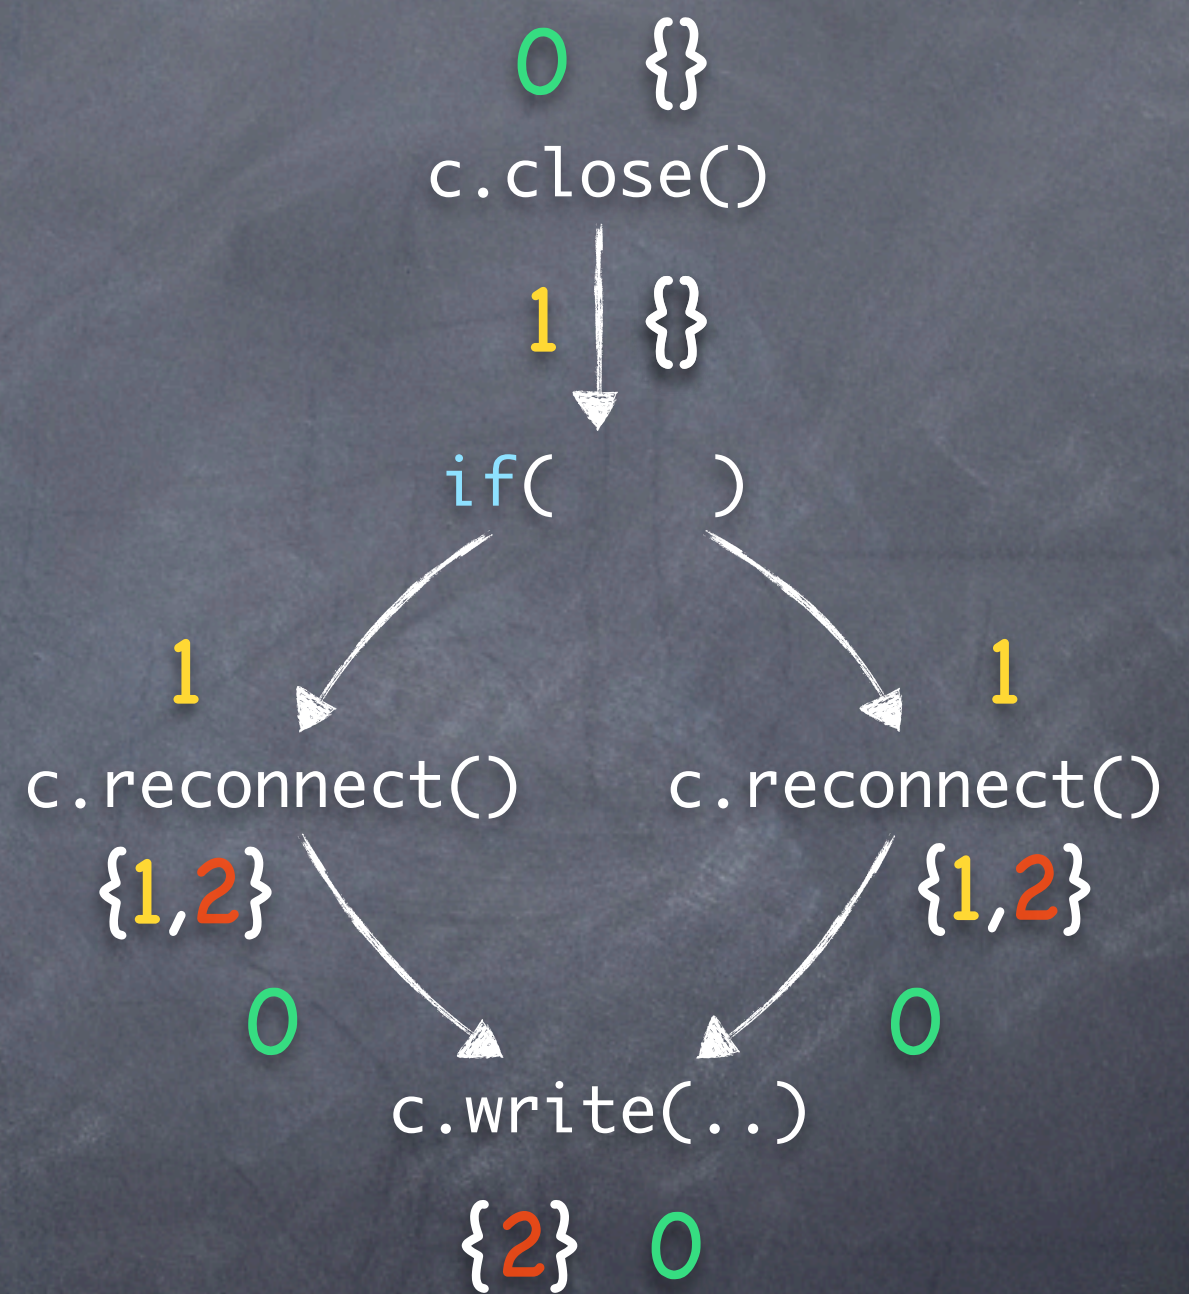 0 {}
c.close()
1 {}
if( )
1 1
c.reconnect() c.reconnect()
{1,2} {1,2}
0 0
c.write(..)
{2} 0